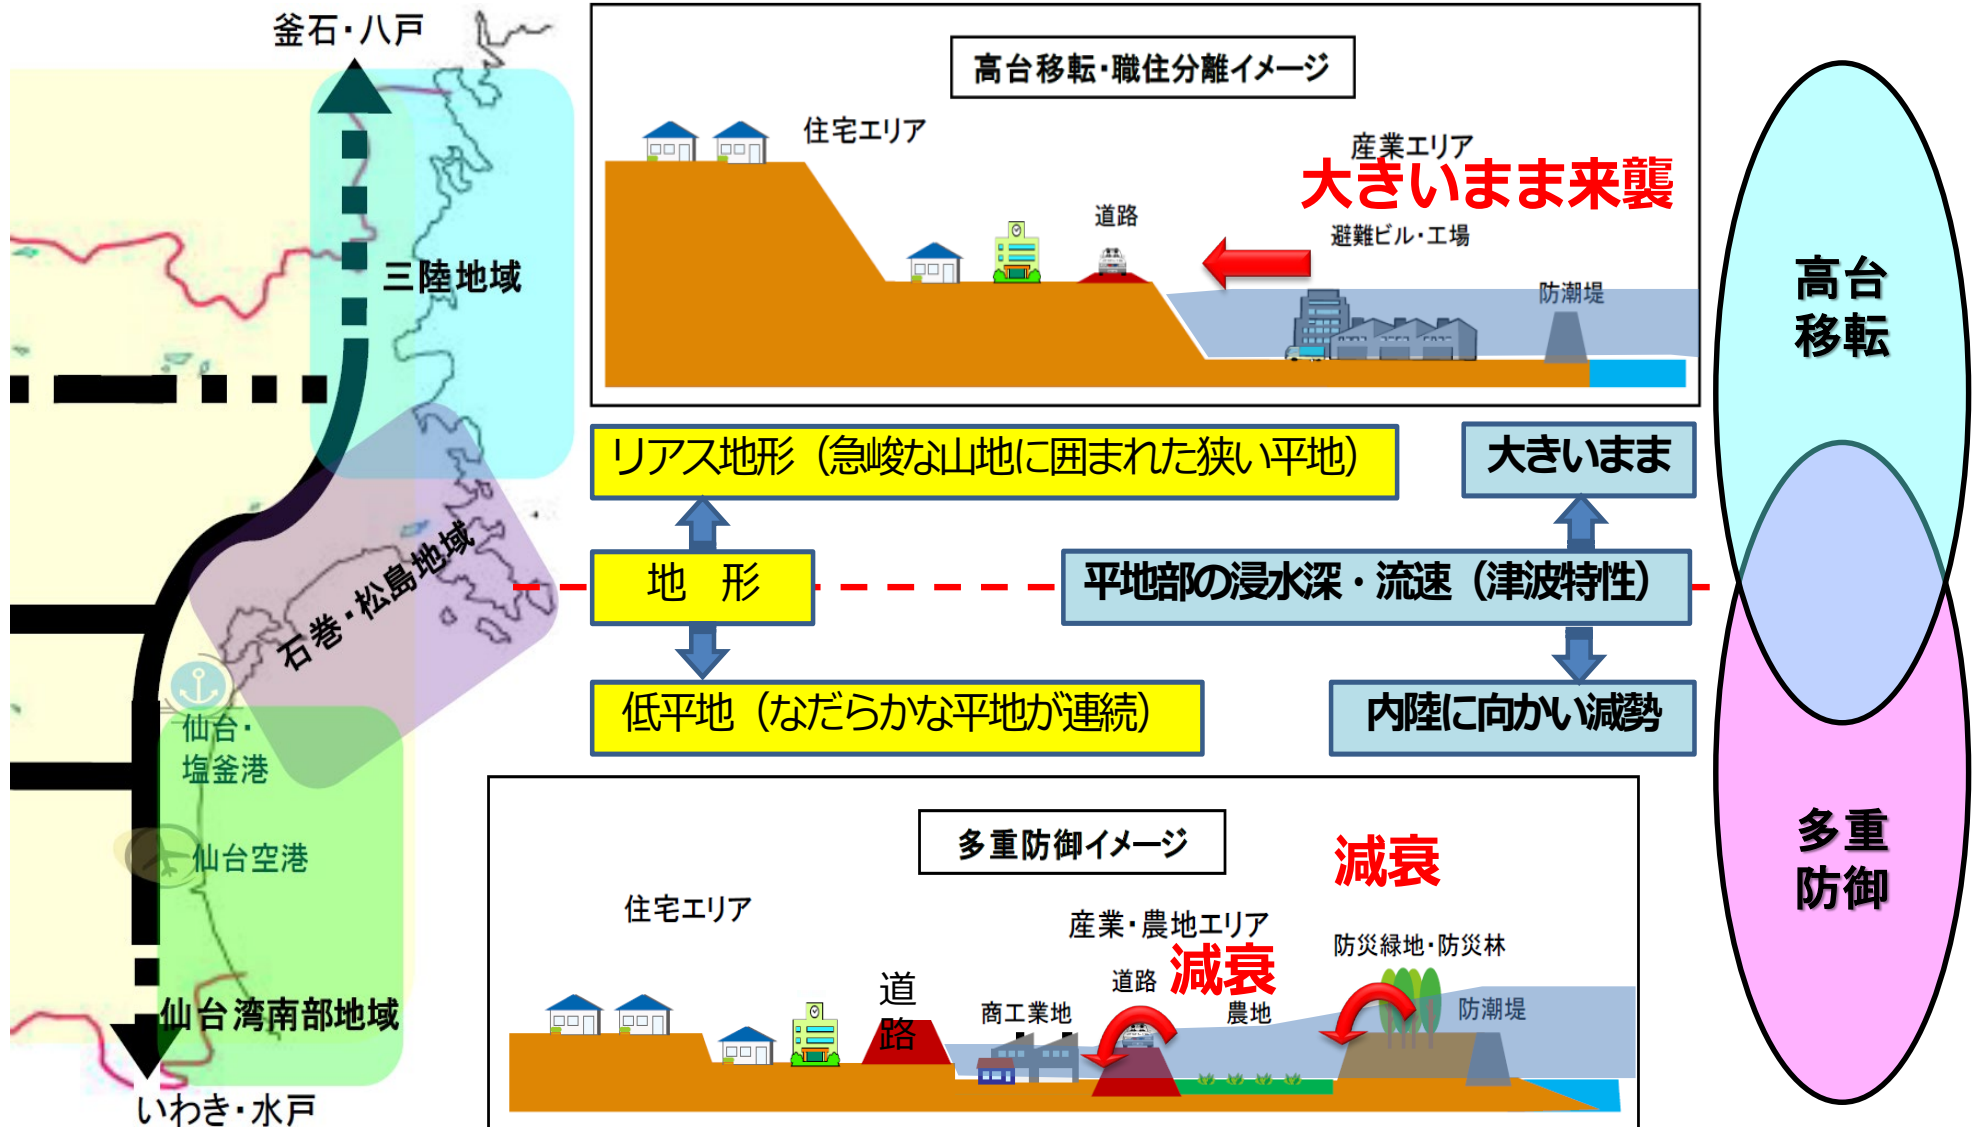 釜石・八戸
三陸地域
石巻・松島地域
仙台・
塩釜港
仙台空港
仙台湾南部地域
いわき・水戸
高台移転・職住分離イメージ
住宅エリア
産業エリア
大きいまま来襲
道路
避難ビル・工場
防潮堤
リアス地形（急峻な山地に囲まれた狭い平地）
大きいまま
地　形
平地部の浸水深・流速（津波特性）
低平地（なだらかな平地が連続）
内陸に向かい減勢
多重防御イメージ
減衰
住宅エリア
産業・農地エリア
防災緑地・防災林
減衰
道路
道
路
商工業地
農地
防潮堤
高台
移転
多重
防御